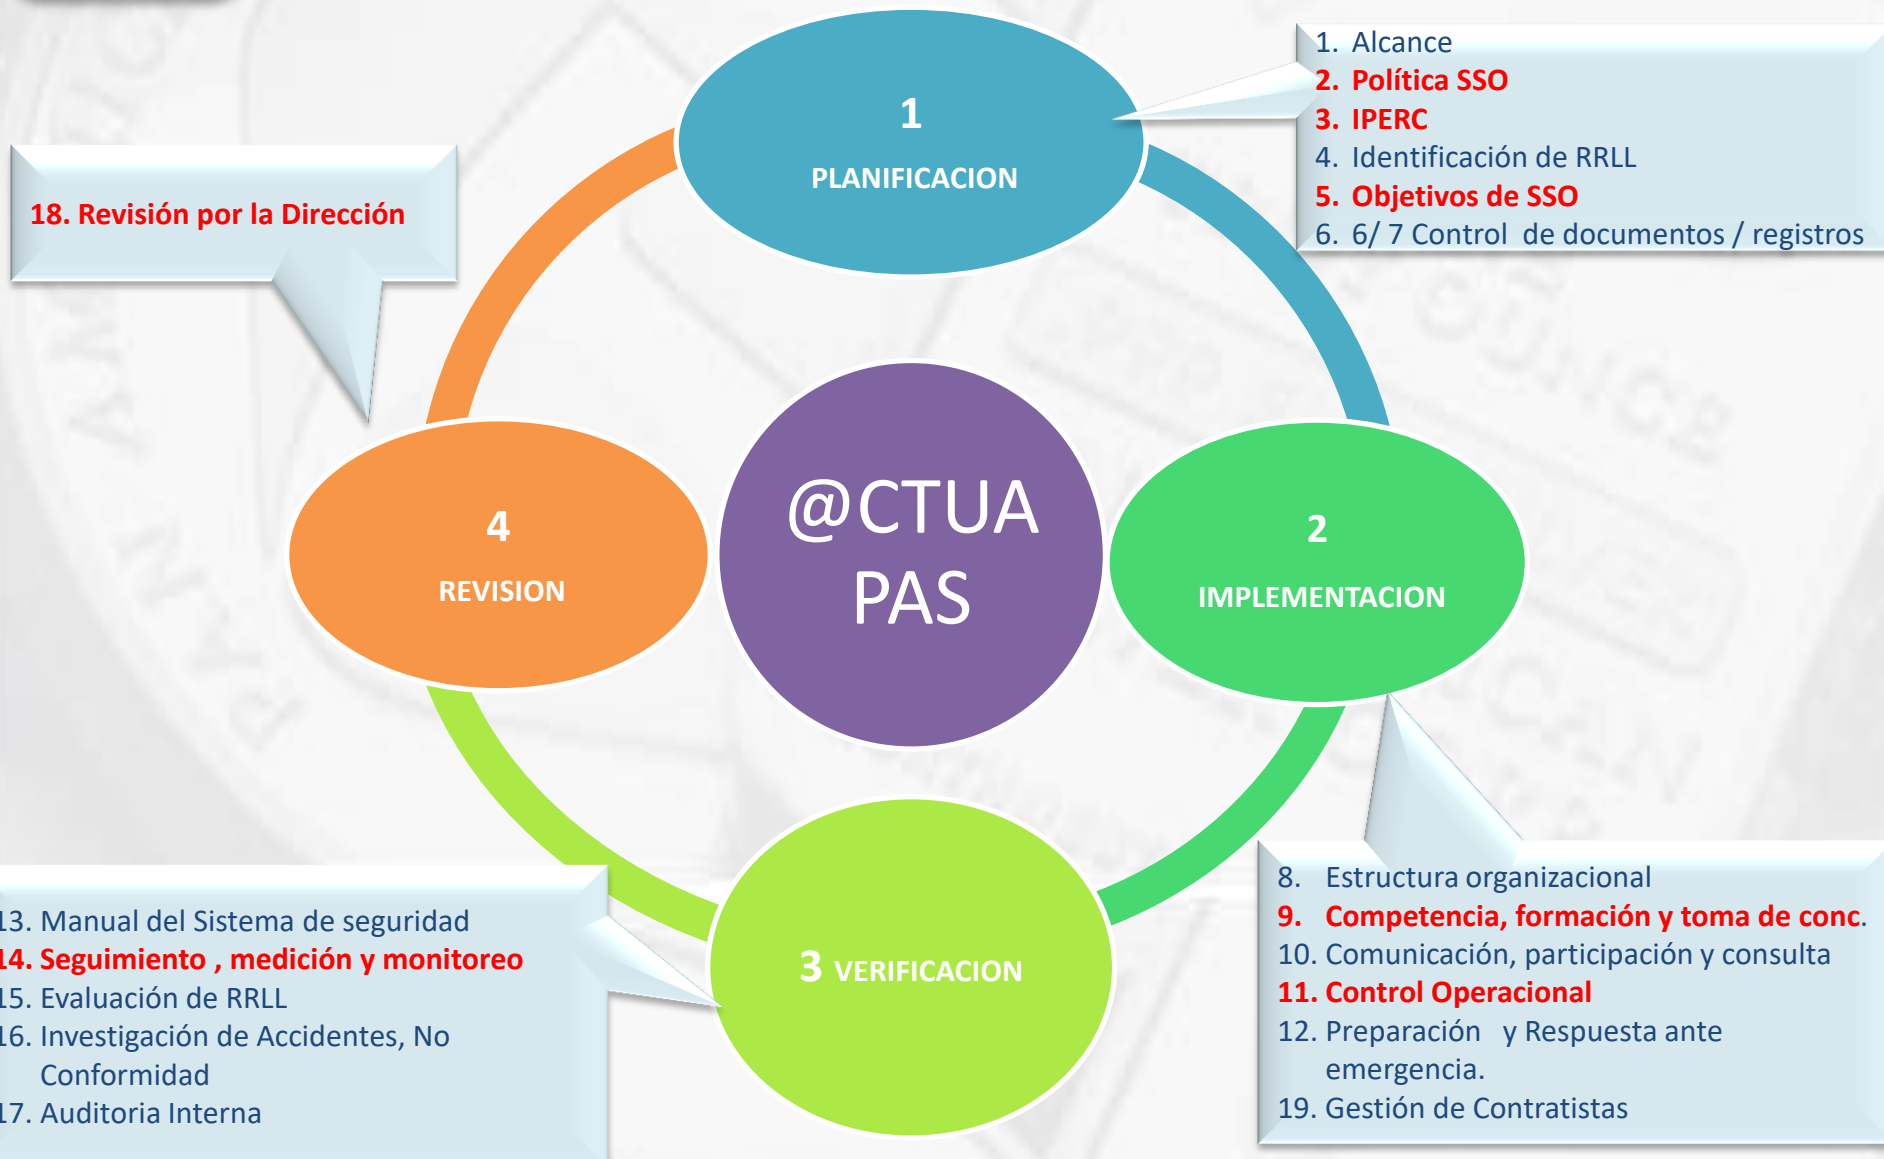 1
PLANIFICACION
1. Alcance
2. Política SSO
3. IPERC
4. Identificación de RRLL
5. Objetivos de SSO
6. 6/ 7 Control de documentos / registros
18. Revisión por la Dirección
@CTUA
PAS
4
REVISION
2
IMPLEMENTACION
3 VERIFICACION
8. Estructura organizacional
9. Competencia, formación y toma de conc.
10. Comunicación, participación y consulta
11. Control Operacional
12. Preparación y Respuesta ante
emergencia.
19. Gestión de Contratistas
13. Manual del Sistema de seguridad
14. Seguimiento , medición y monitoreo
15. Evaluación de RRLL
16. Investigación de Accidentes, No
Conformidad
17. Auditoria Interna